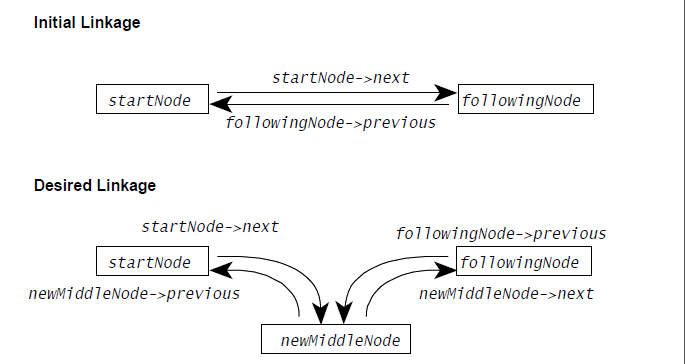 Initial Linkage
startNode->next
startNode
followingNode
followingNode->previous
Desired Linkage
startNode->next
followingNode->previous
startNode
followingNode
newMiddleNode->previous
newMiddleNode->next
newMiddleNode